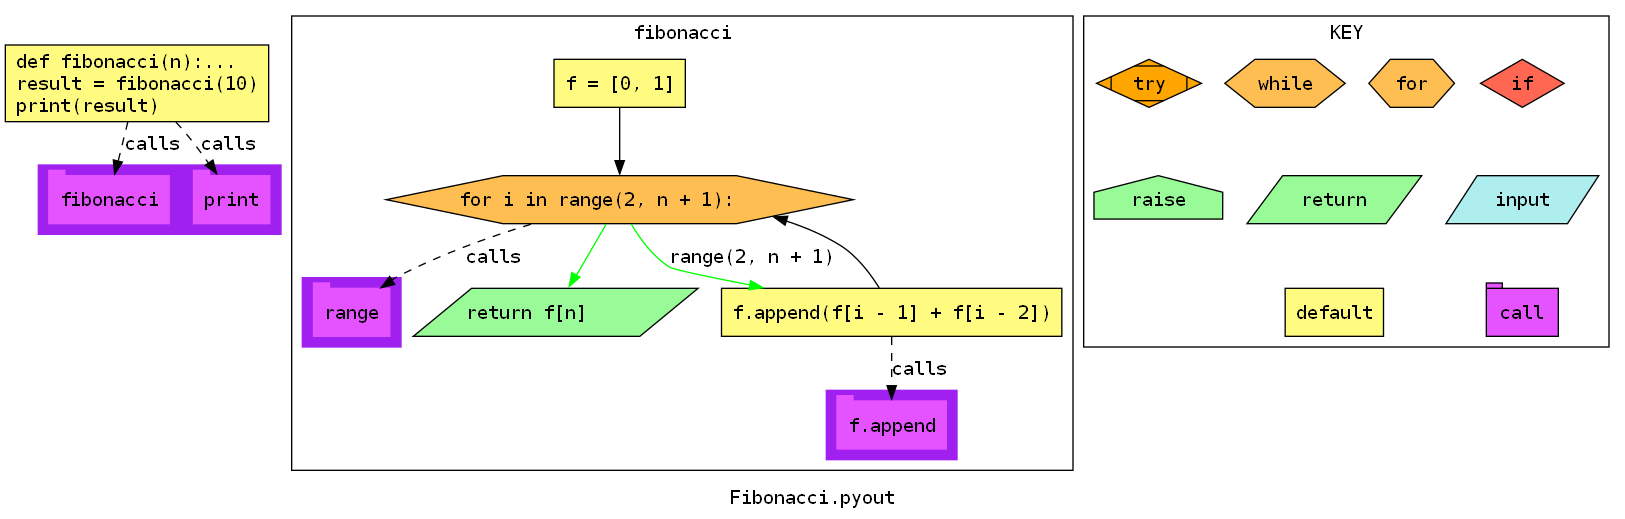 def fibonacci(n):...
result = fibonacci(10)
print(result)
calls
calls
fibonacci
print
fibonacci
f = [0, 1]
for i in range(2, n + 1):
calls
range(2, n + 1)
range
return f[n]
f.append(f[i - 1] + f[i - 2])
calls
f.append
KEY
try
while
for
if
raise
return
input
default
call
Fibonacci.pyout